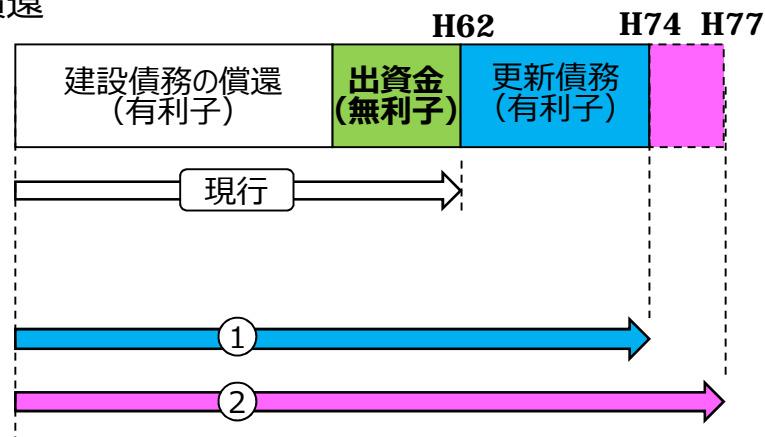 償還
H62
H74 H77
建設債務の償還
(有利子)
出資金
(無利子)
更新債務
(有利子)
現行
①
②